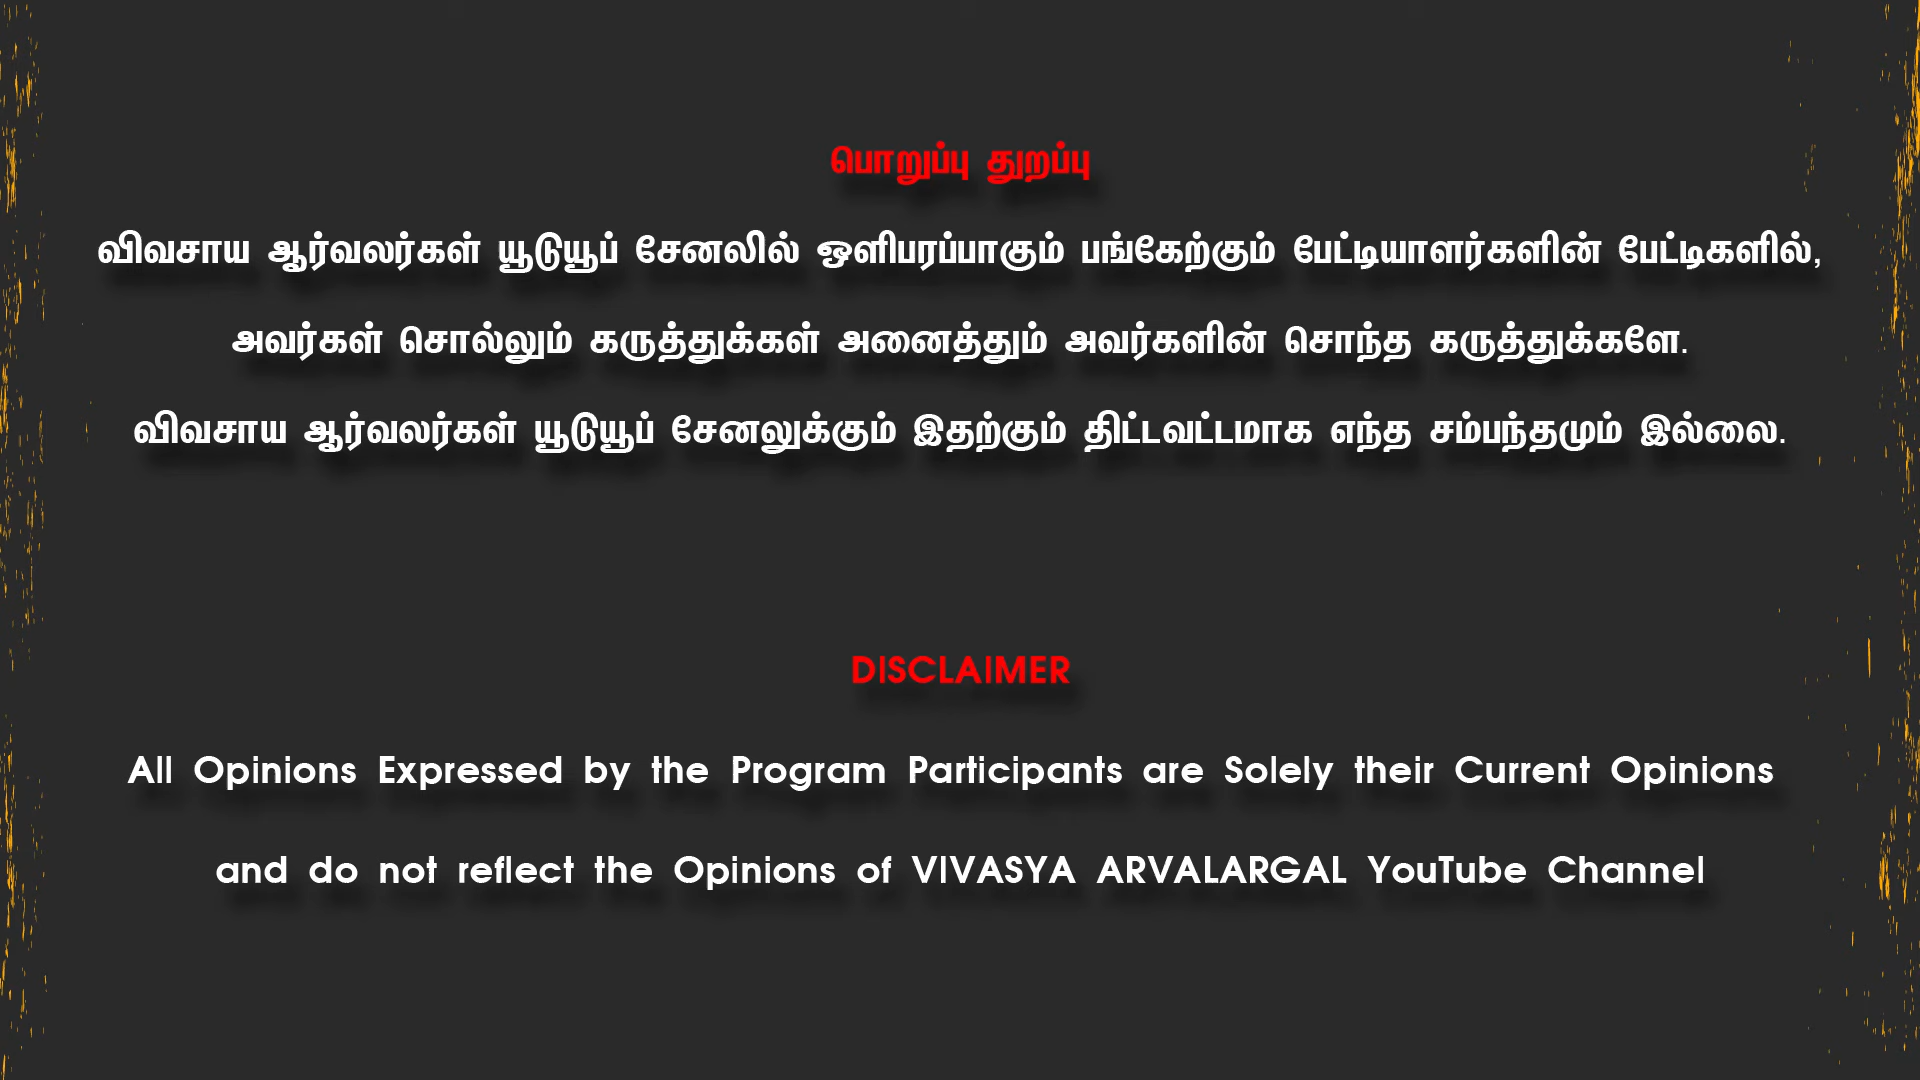 பொறுப்பு துறப்பு
விவசாய ஆர்வலர்கள் யூடுயூப் சேனலில் ஒளிபரப்பாகும் பங்கேற்கும் பேட்டியாளர்களின் பேட்டிகளில்,
அவர்கள் சொல்லும் கருத்துக்கள் அனைத்தும் அவர்களின் சொந்த கருத்துக்களே.
விவசாய ஆர்வலர்கள் யூடுயூப் சேனலுக்கும் இதற்கும் திட்டவட்டமாக எந்த சம்பந்தமும் இல்லை.
DISCLAIMER
All Opinions Expressed by the Program Participants are Solely their Current Opinions
and do not reflect the Opinions of VIVASYA ARVALARGAL YouTube Channel